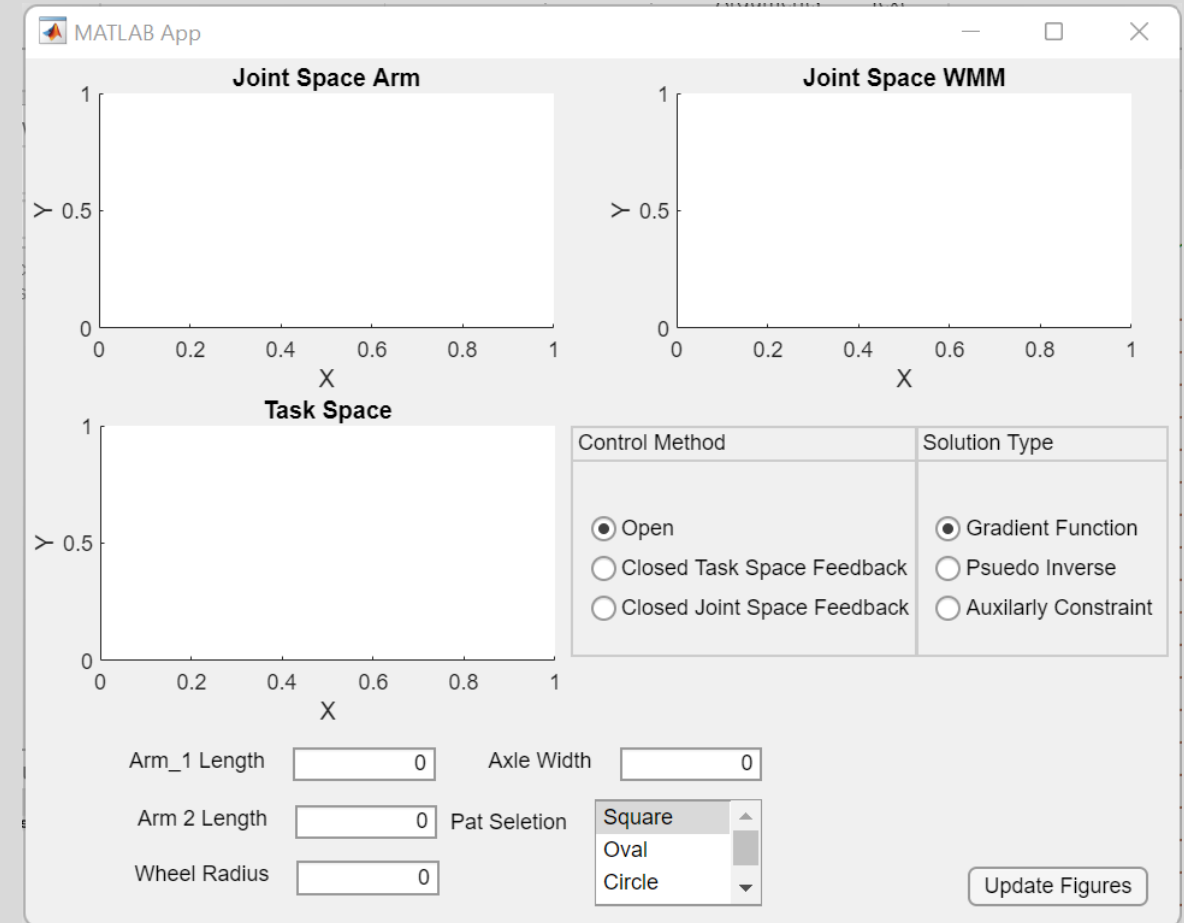 MATLAB App
Joint Space Arm
1
0.5
0
Y
0 0.2 0.4 0.6 0.8 1
X
Joint Space WMM
1
0.5
0
Y
0 0.2 0.4 0.6 0.8 1
X
Task Space
1
0.5
0
Y
0 0.2 0.4 0.6 0.8 1
X
Control Method
Open
Closed Task Space Feedback
Closed Joint Space Feedback
Solution Type
Gradient Function
Psuedo Inverse
Auxilarly Constraint
Arm_1 Length 0
Axle Width 0
Arm 2 Length 0
Pat Seletion
Square
Oval
Circle
Wheel Radius 0
Update Figures